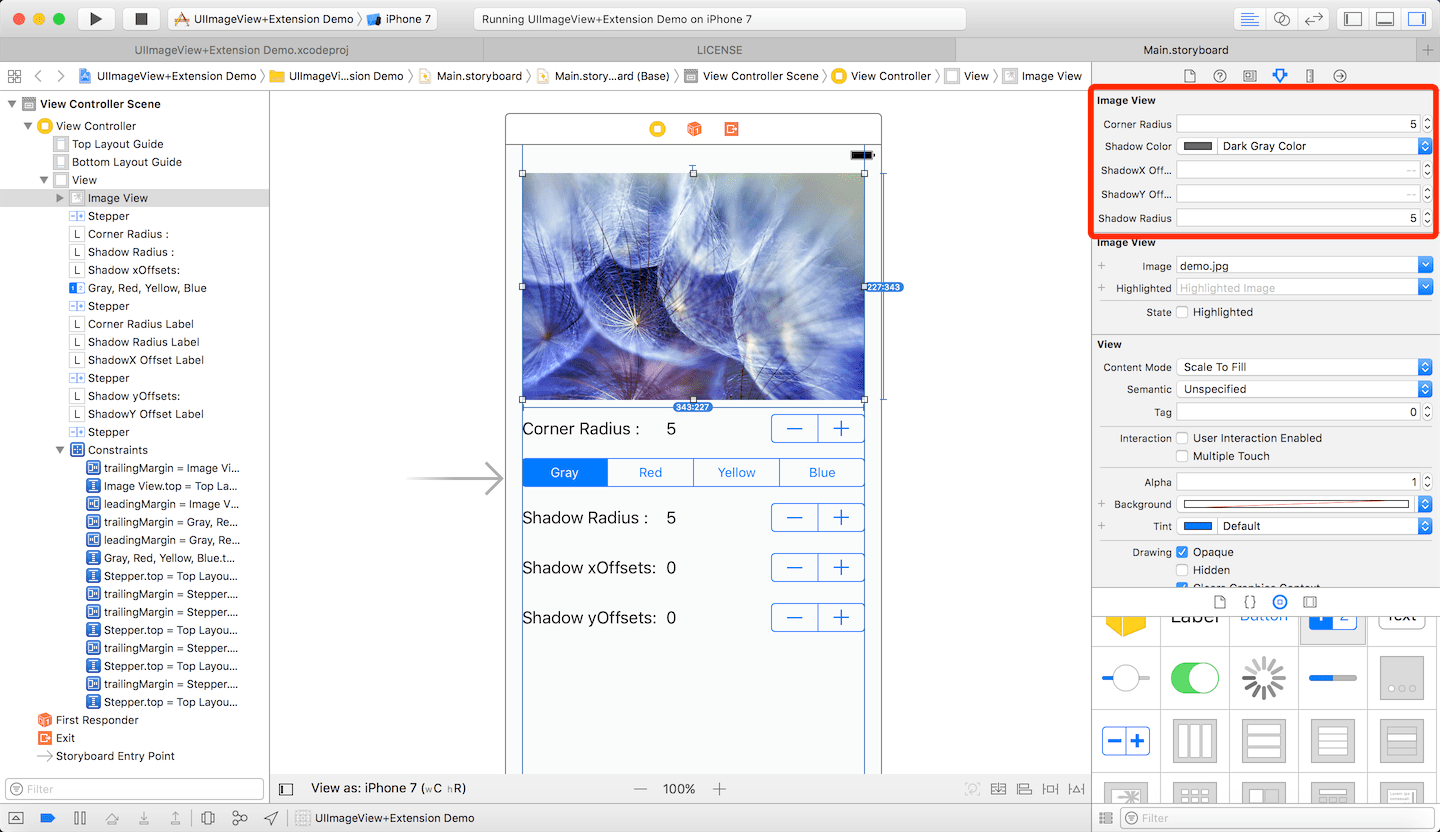 UIImageView+Extension Demo
iPhone 7
Running UIImageView+Extension Demo on iPhone 7
UIImageView+Extension Demo.xcodeproj
LICENSE
Main.storyboard
UIImageView+Extension Demo
UIImageVi...sion Demo
Main.storyboard
Main.story...ard (Base)
View Controller Scene
View Controller
View
Image View
View Controller Scene
View Controller
Top Layout Guide
Bottom Layout Guide
View
Image View
Stepper
L Corner Radius :
L Shadow Radius :
L Shadow xOffsets:
1 2 Gray, Red, Yellow, Blue
Stepper
L Corner Radius Label
L Shadow Radius Label
L ShadowX Offset Label
Stepper
L Shadow yOffsets:
L ShadowY Offset Label
Stepper
Constraints
trailingMargin = Image Vi...
Image View.top = Top La...
leadingMargin = Image V...
trailingMargin = Gray, Re...
leadingMargin = Gray, Re...
Gray, Red, Yellow, Blue.t...
Stepper.top = Top Layou...
trailingMargin = Stepper....
trailingMargin = Stepper....
Stepper.top = Top Layou...
trailingMargin = Stepper....
Stepper.top = Top Layou...
trailingMargin = Stepper....
Stepper.top = Top Layou...
First Responder
Exit
Storyboard Entry Point
Filter
227:343
343:227
Corner Radius : 5
Gray
Red
Yellow
Blue
Shadow Radius : 5
Shadow xOffsets: 0
Shadow yOffsets: 0
View as: iPhone 7 (wC hR)
100%
UIImageView+Extension Demo
Image View
Corner Radius 5
Shadow Color Dark Gray Color
ShadowX Off... --
ShadowY Off... --
Shadow Radius 5
Image View
Image demo.jpg
Highlighted Highlighted Image
State Highlighted
View
Content Mode Scale To Fill
Semantic Unspecified
Tag 0
Interaction User Interaction Enabled
Multiple Touch
Alpha 1
Background
Tint Default
Drawing Opaque
Hidden
Clears Graphics Context
Label
Button
1 2
Text
Filter